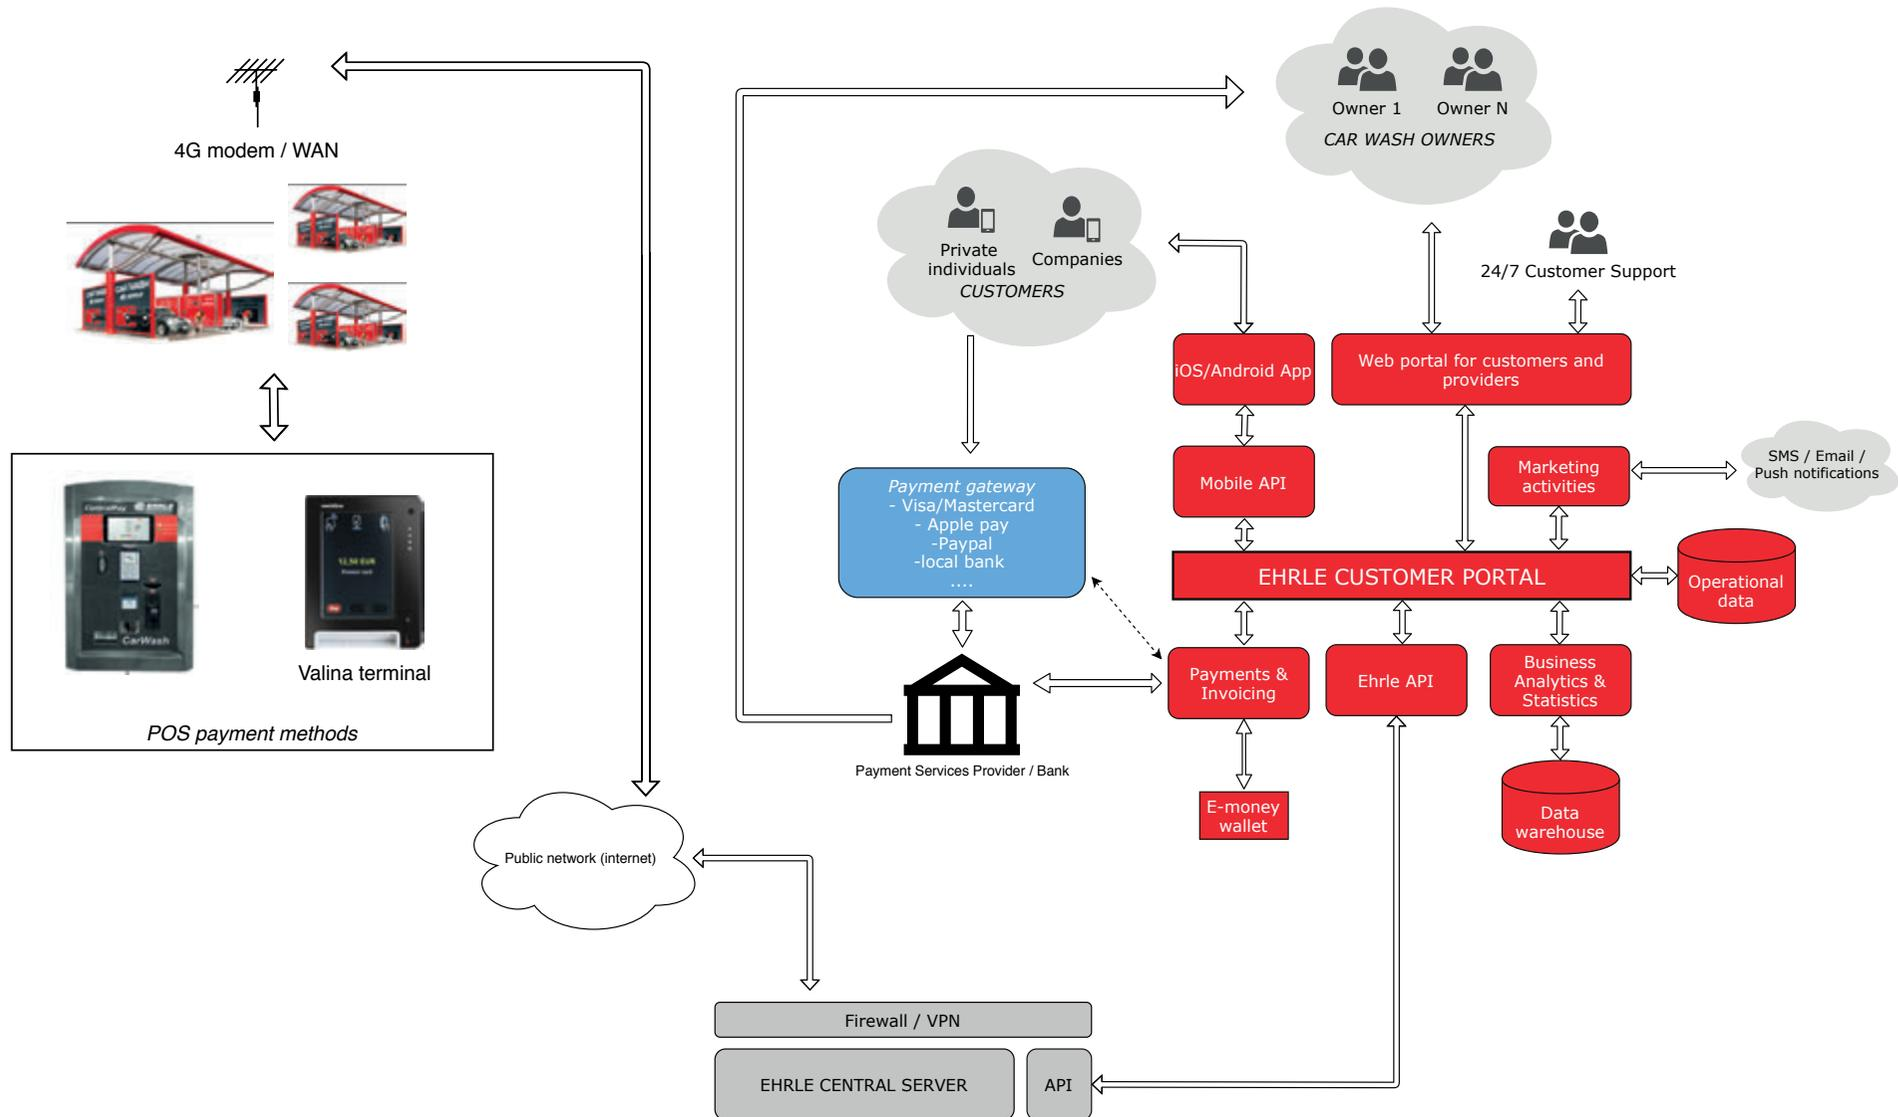 4G modem / WAN
CarWash
12,50 EUR
Valina terminal
POS payment methods
Public network (internet)
Owner 1
Owner N
CAR WASH OWNERS
Private
individuals
Companies
CUSTOMERS
24/7 Customer Support
iOS/Android App
Web portal for customers and
providers
Mobile API
Marketing
activities
SMS / Email /
Push notifications
Payment gateway
- Visa/Mastercard
- Apple pay
-Paypal
-local bank
....
EHRLE CUSTOMER PORTAL
Operational
data
Payments &
Invoicing
Ehrle API
Business
Analytics &
Statistics
Payment Services Provider / Bank
E-money
wallet
Data
warehouse
Firewall / VPN
EHRLE CENTRAL SERVER
API